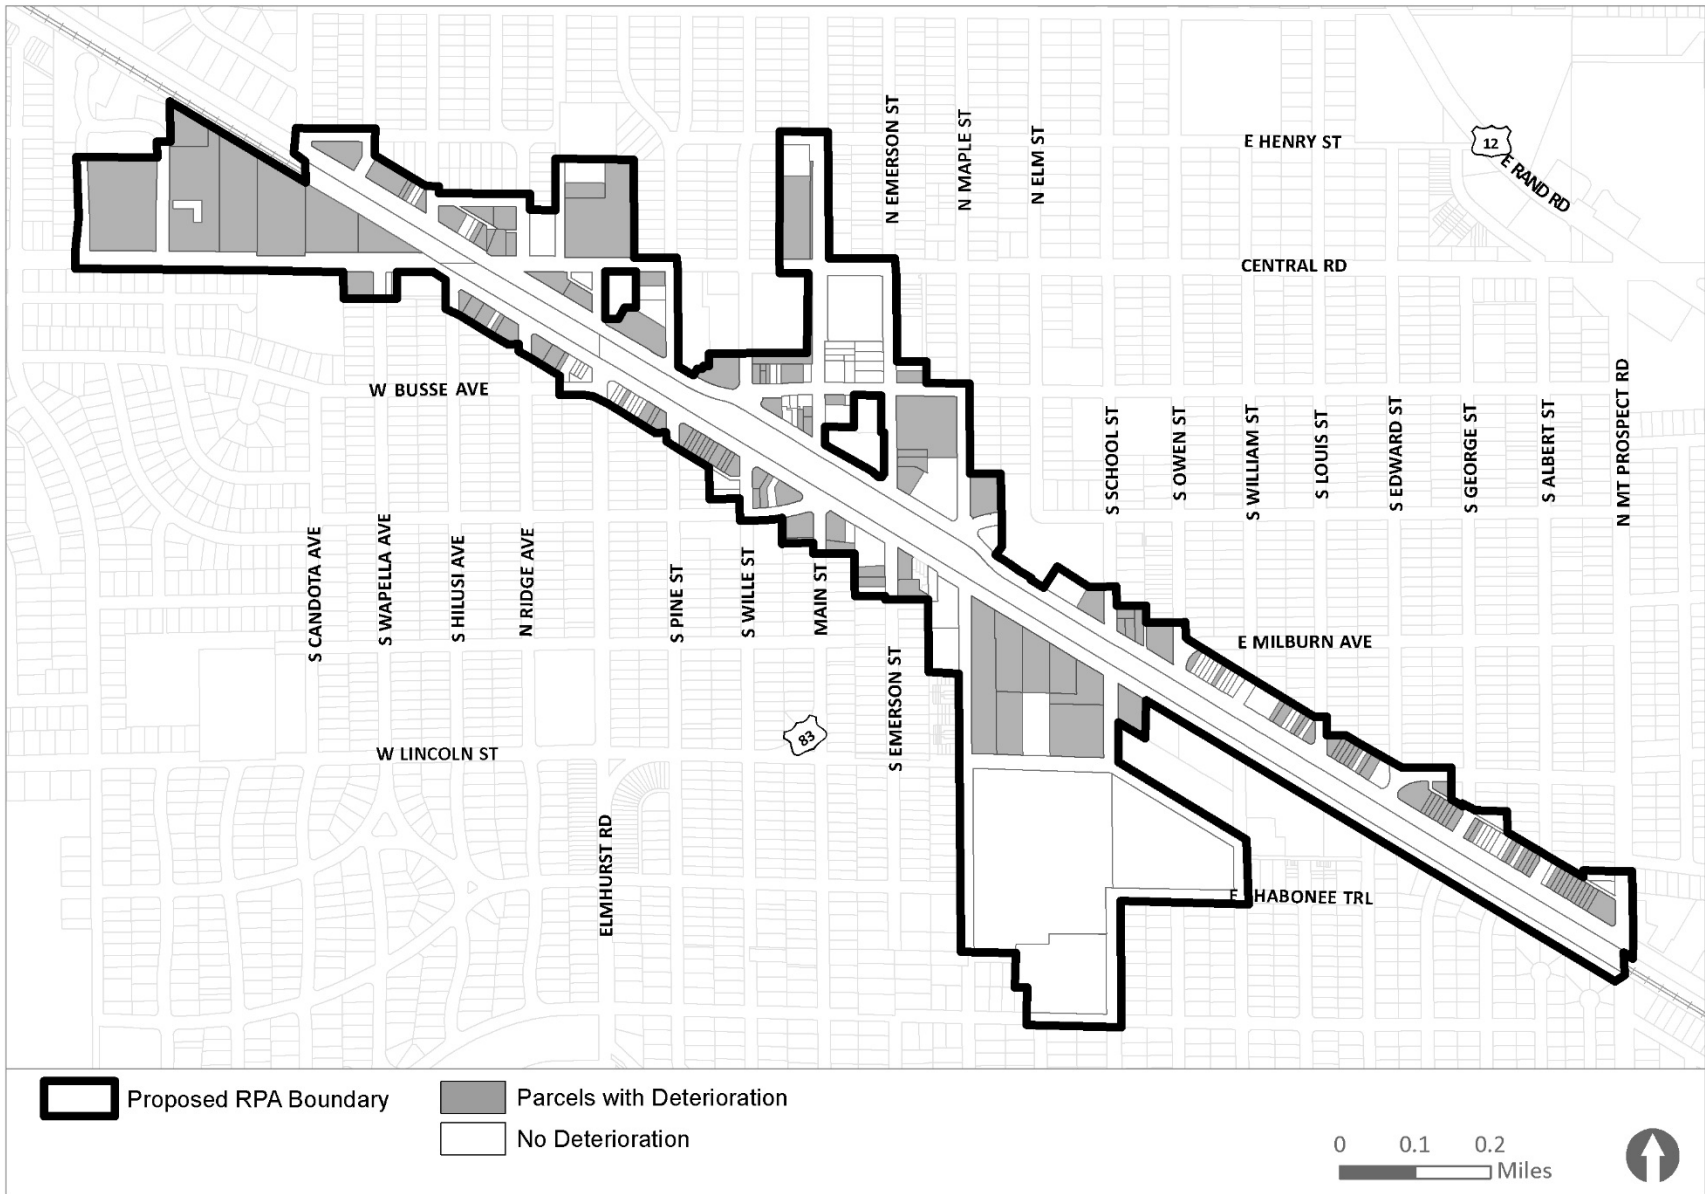 N EMERSON ST
N MAPLE ST
N ELM ST
E HENRY ST
12
E RAND RD
CENTRAL RD
W BUSSE AVE
N MT PROSPECT RD
S SCHOOL ST
S OWEN ST
S WILLIAM ST
S LOUIS ST
S EDWARD ST
S GEORGE ST
S ALBERT ST
S CANDOTA AVE
S WAPELLA AVE
S HILUSI AVE
N RIDGE AVE
S PINE ST
S WILLE ST
MAIN ST
S EMERSON ST
E MILBURN AVE
W LINCOLN ST
83
ELMHURST RD
E HABONEE TRL
Proposed RPA Boundary
Parcels with Deterioration
No Deterioration
0 0.1 0.2
Miles